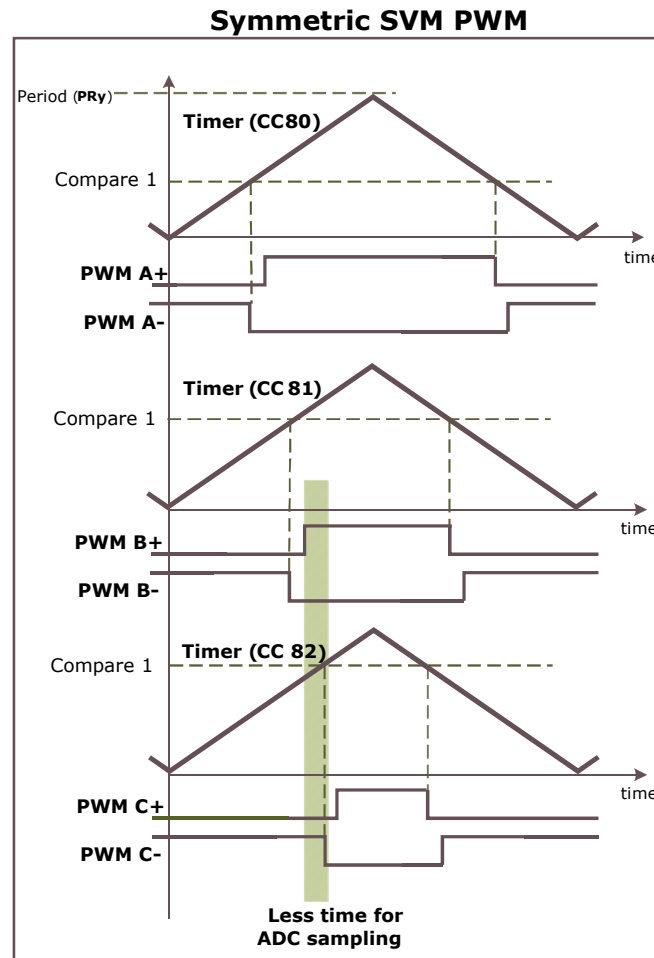 Symmetric SVM PWM
Period (PRy)
Timer (CC80)
Compare 1
time
PWM A+
PWM A-
Timer (CC 81)
Compare 1
time
PWM B+
PWM B-
Timer (CC 82)
Compare 1
time
PWM C+
PWM C-
Less time for
ADC sampling